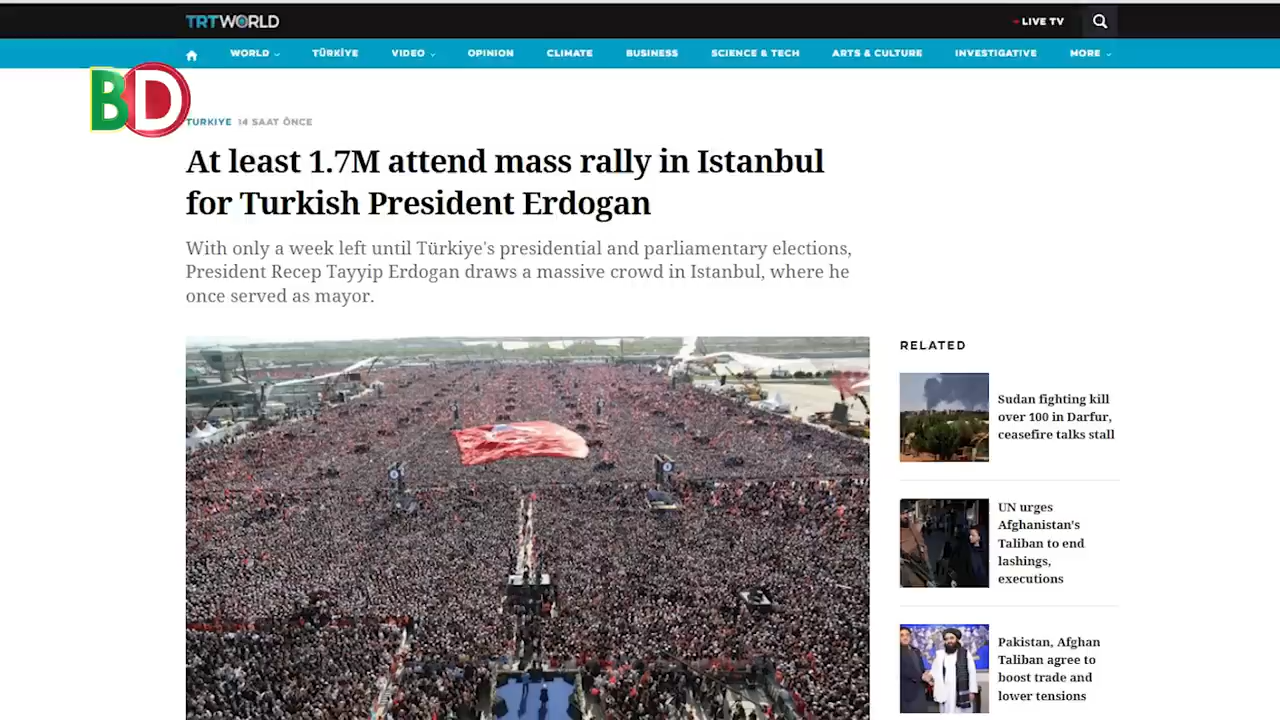 TRTWORLD
LIVE TV
WORLD TÜRKİYE VIDEO OPINION CLIMATE BUSINESS SCIENCE & TECH ARTS & CULTURE INVESTIGATIVE MORE
BD
TURKIYE 14 SAAT ÖNCE
At least 1.7M attend mass rally in Istanbul
for Turkish President Erdogan
With only a week left until Türkiye's presidential and parliamentary elections,
President Recep Tayyip Erdogan draws a massive crowd in Istanbul, where he
once served as mayor.
RELATED
Sudan fighting kill
over 100 in Darfur,
ceasefire talks stall
UN urges
Afghanistan's
Taliban to end
lashings,
executions
Pakistan, Afghan
Taliban agree to
boost trade and
lower tensions